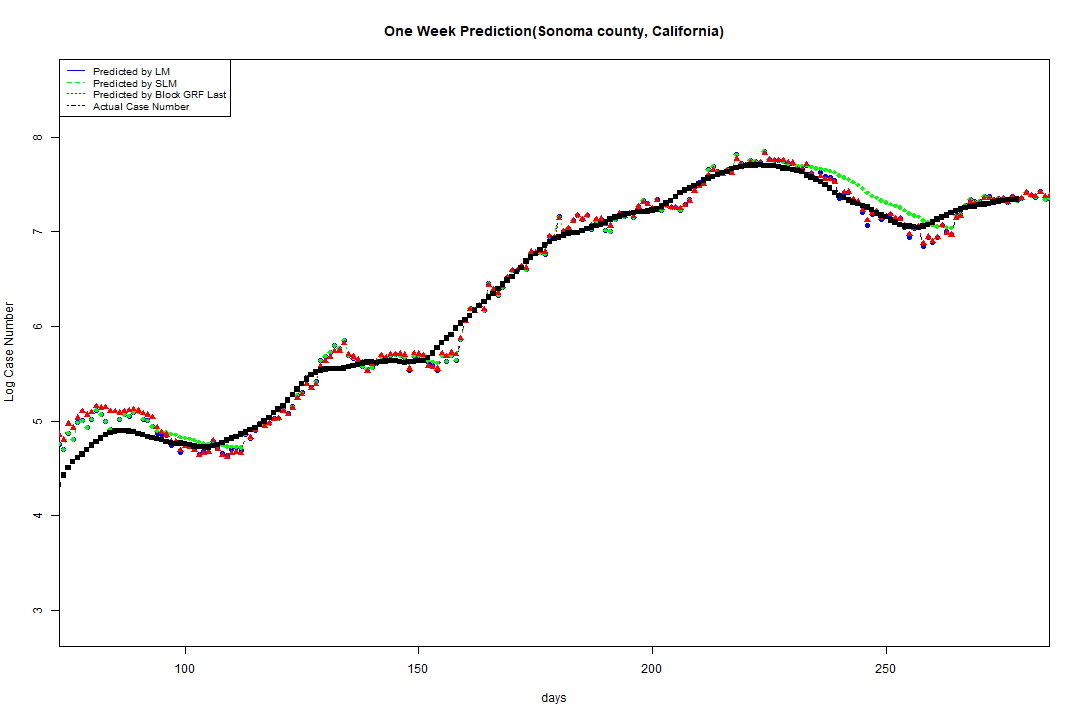 One Week Prediction(Sonoma county, California)
Predicted by LM
Predicted by SLM
Predicted by Block GRF Last
Actual Case Number
8
7
6
5
4
3
Log Case Number
100 150 200 250
days